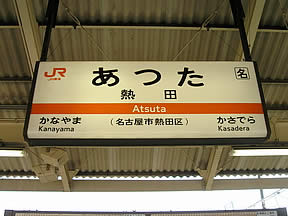 JR
あつた
名
熱田
Atsuta
かなやま
(名古屋市熱田区)
かさでら
Kanayama
Kasadera